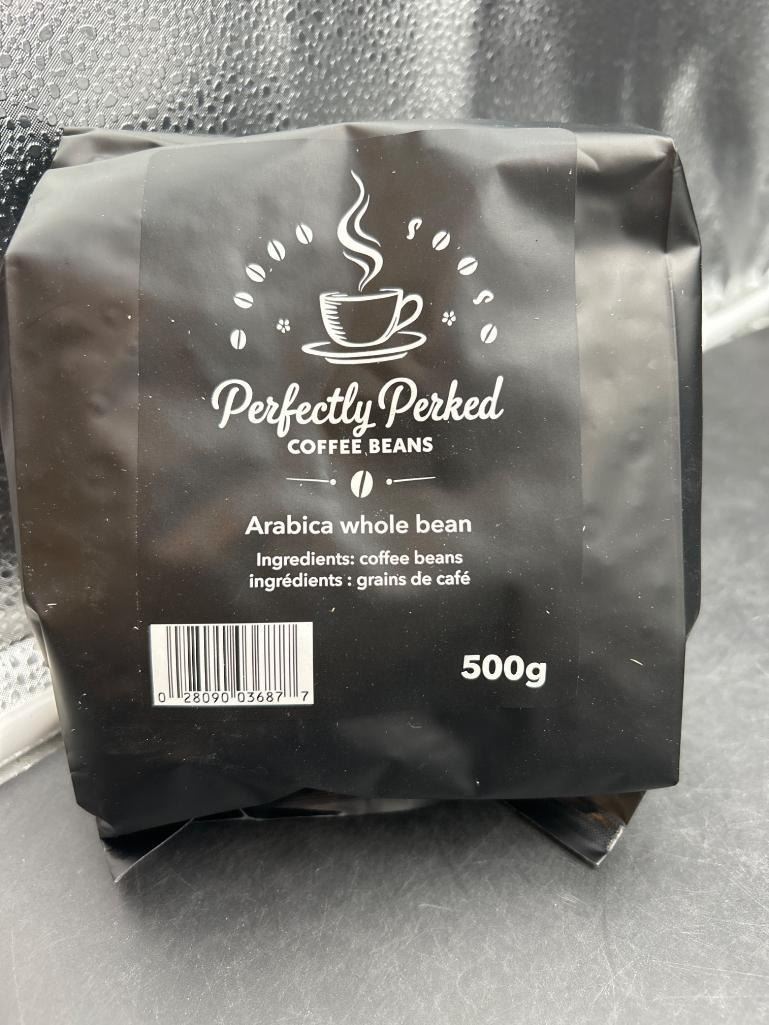 Perfectly Perked
COFFEE BEANS
Arabica whole bean
Ingredients: coffee beans
ingrédients : grains de café
500g
0 28090 03687 7